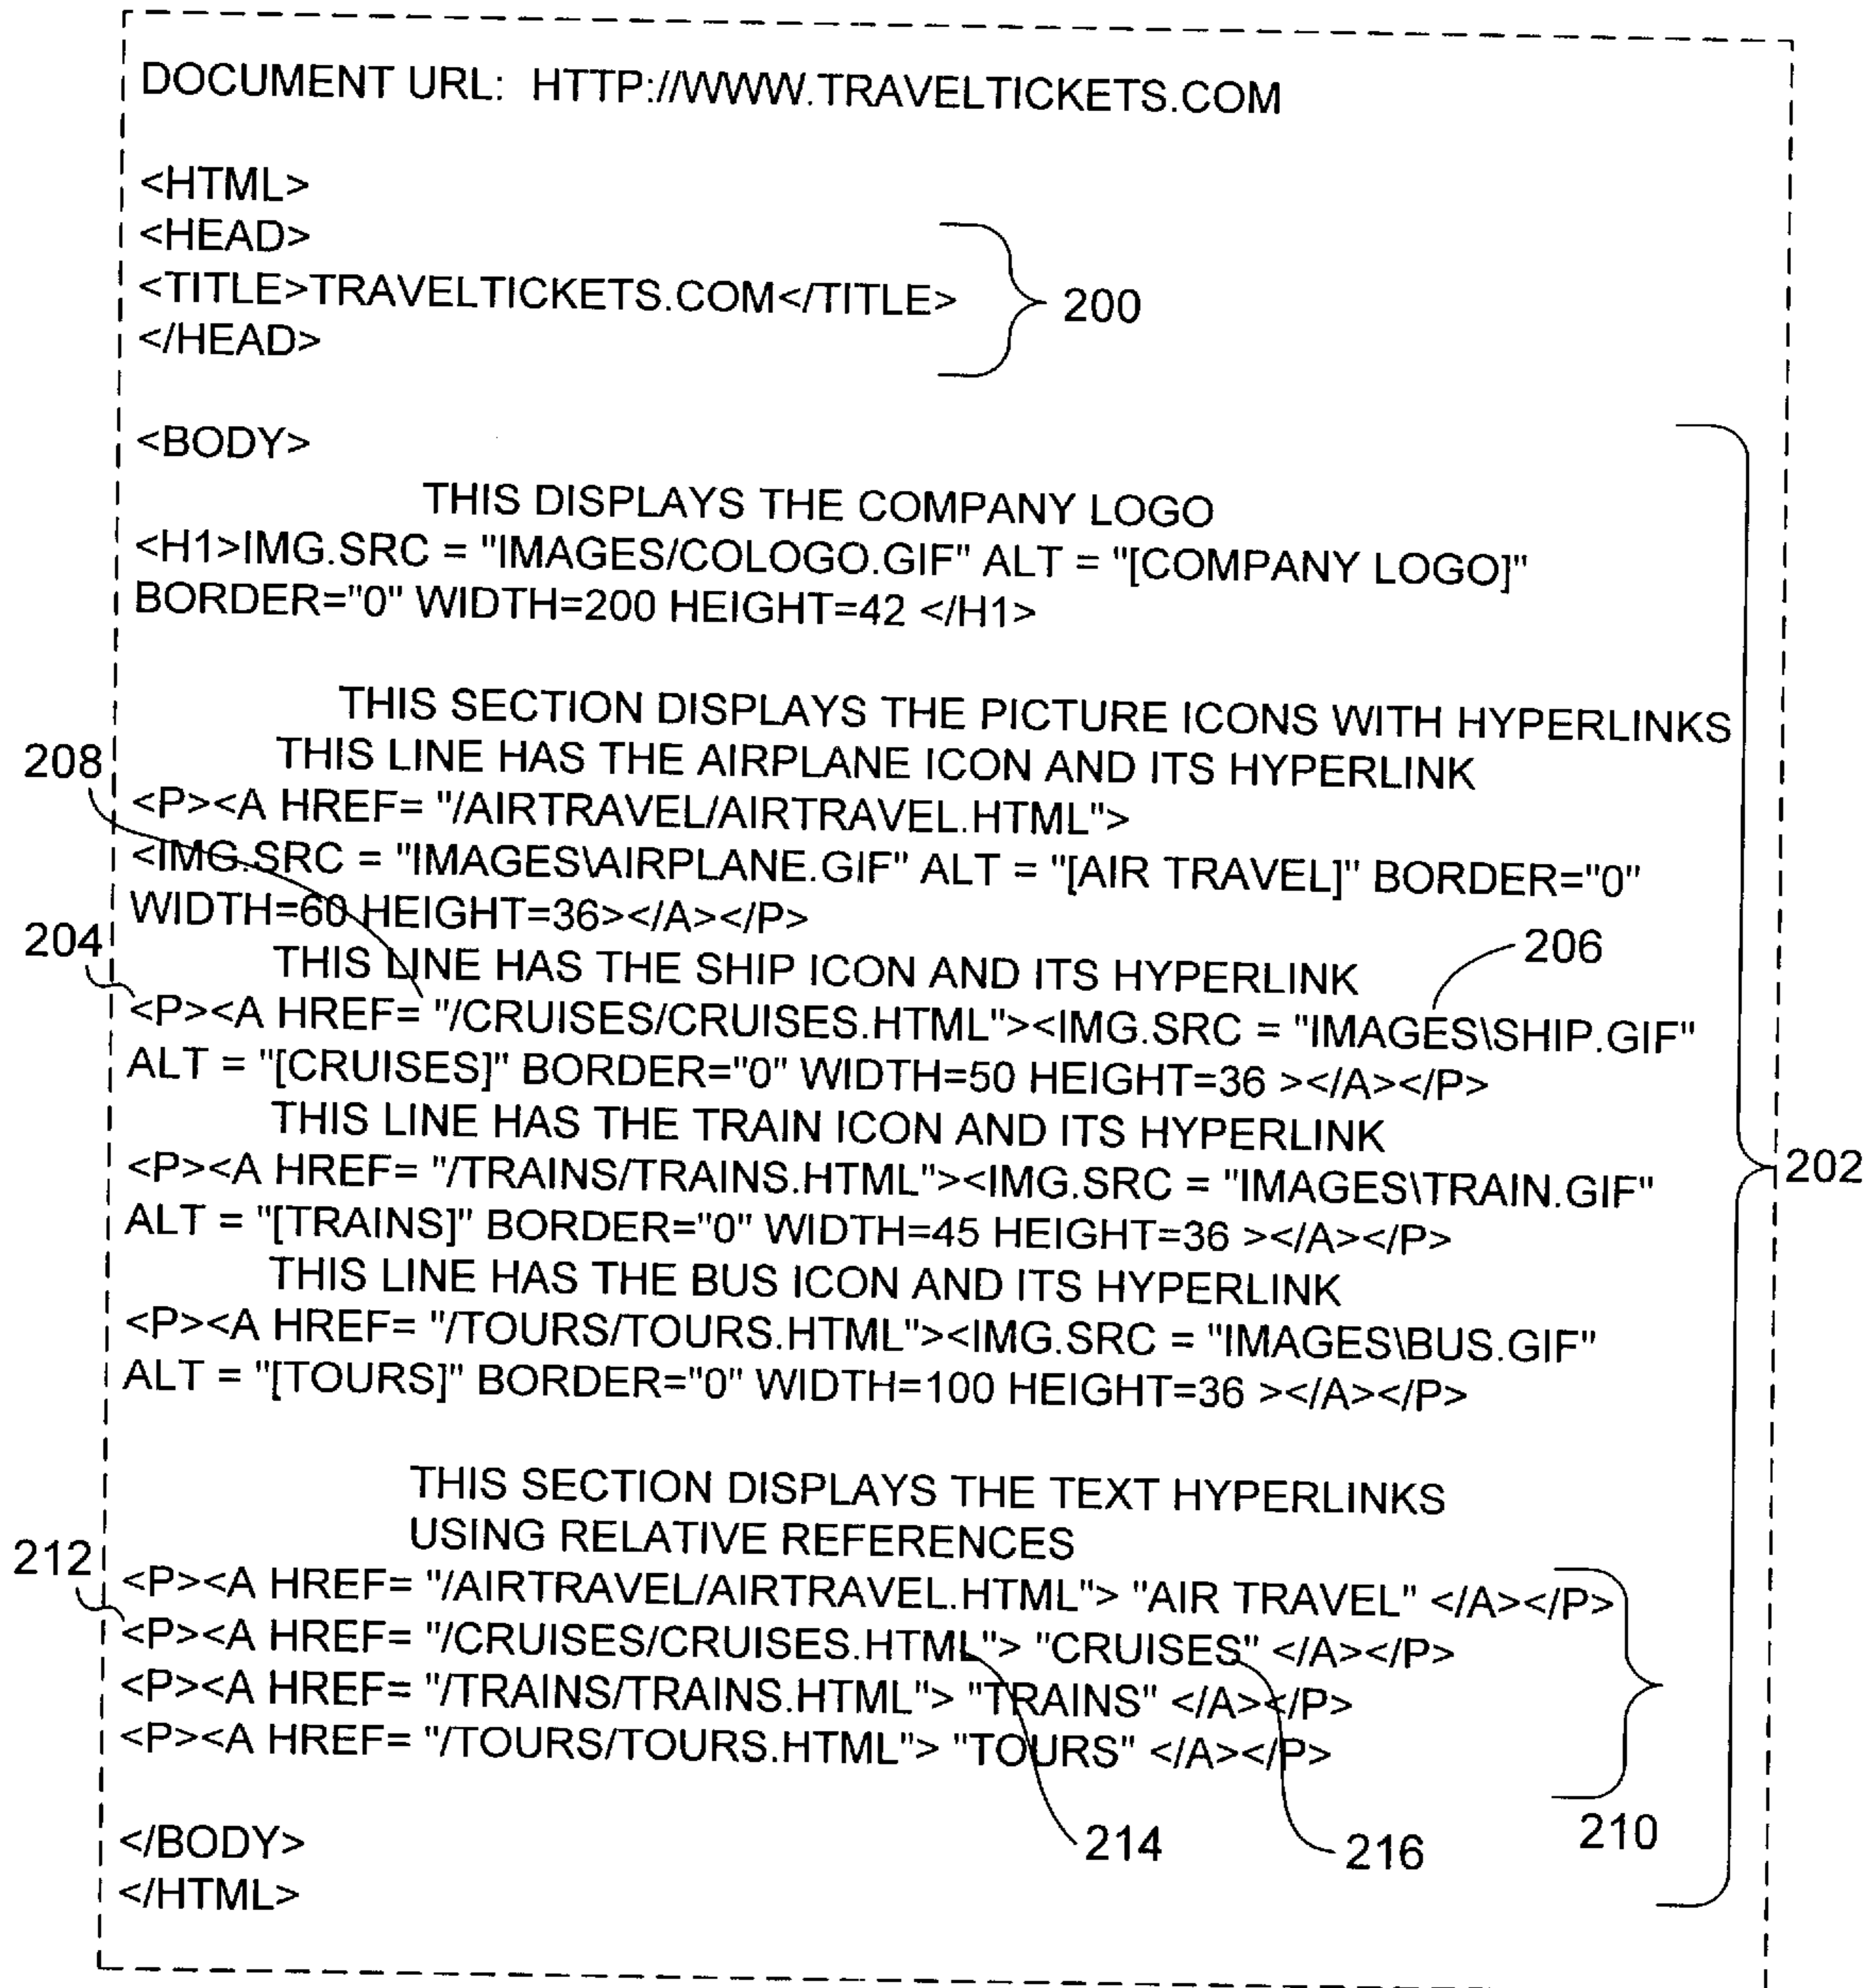 DOCUMENT URL: HTTP://WWW.TRAVELTICKETS.COM
<HTML>
<HEAD>
<TITLE>TRAVELTICKETS.COM</TITLE>
200
</HEAD>
<BODY>
THIS DISPLAYS THE COMPANY LOGO
<H1>IMG.SRC = "IMAGES/COLOGO.GIF" ALT = "[COMPANY LOGO]"
BORDER="0" WIDTH=200 HEIGHT=42 </H1>
THIS SECTION DISPLAYS THE PICTURE ICONS WITH HYPERLINKS
THIS LINE HAS THE AIRPLANE ICON AND ITS HYPERLINK
208
<P><A HREF= "/AIRTRAVEL/AIRTRAVEL.HTML">
<IMG.SRC = "IMAGES\AIRPLANE.GIF" ALT = "[AIR TRAVEL]" BORDER="0"
WIDTH=60 HEIGHT=36></A></P>
204
206
THIS LINE HAS THE SHIP ICON AND ITS HYPERLINK
<P><A HREF= "/CRUISES/CRUISES.HTML"><IMG.SRC = "IMAGES\SHIP.GIF"
ALT = "[CRUISES]" BORDER="0" WIDTH=50 HEIGHT=36 ></A></P>
THIS LINE HAS THE TRAIN ICON AND ITS HYPERLINK
<P><A HREF= "/TRAINS/TRAINS.HTML"><IMG.SRC = "IMAGES\TRAIN.GIF"
202
ALT = "[TRAINS]" BORDER="0" WIDTH=45 HEIGHT=36 ></A></P>
THIS LINE HAS THE BUS ICON AND ITS HYPERLINK
<P><A HREF= "/TOURS/TOURS.HTML"><IMG.SRC = "IMAGES\BUS.GIF"
ALT = "[TOURS]" BORDER="0" WIDTH=100 HEIGHT=36 ></A></P>
THIS SECTION DISPLAYS THE TEXT HYPERLINKS
USING RELATIVE REFERENCES
212
<P><A HREF= "/AIRTRAVEL/AIRTRAVEL.HTML"> "AIR TRAVEL" </A></P>
<P><A HREF= "/CRUISES/CRUISES.HTML"> "CRUISES" </A></P>
<P><A HREF= "/TRAINS/TRAINS.HTML"> "TRAINS" </A></P>
<P><A HREF= "/TOURS/TOURS.HTML"> "TOURS" </A></P>
214
216
210
</BODY>
</HTML>